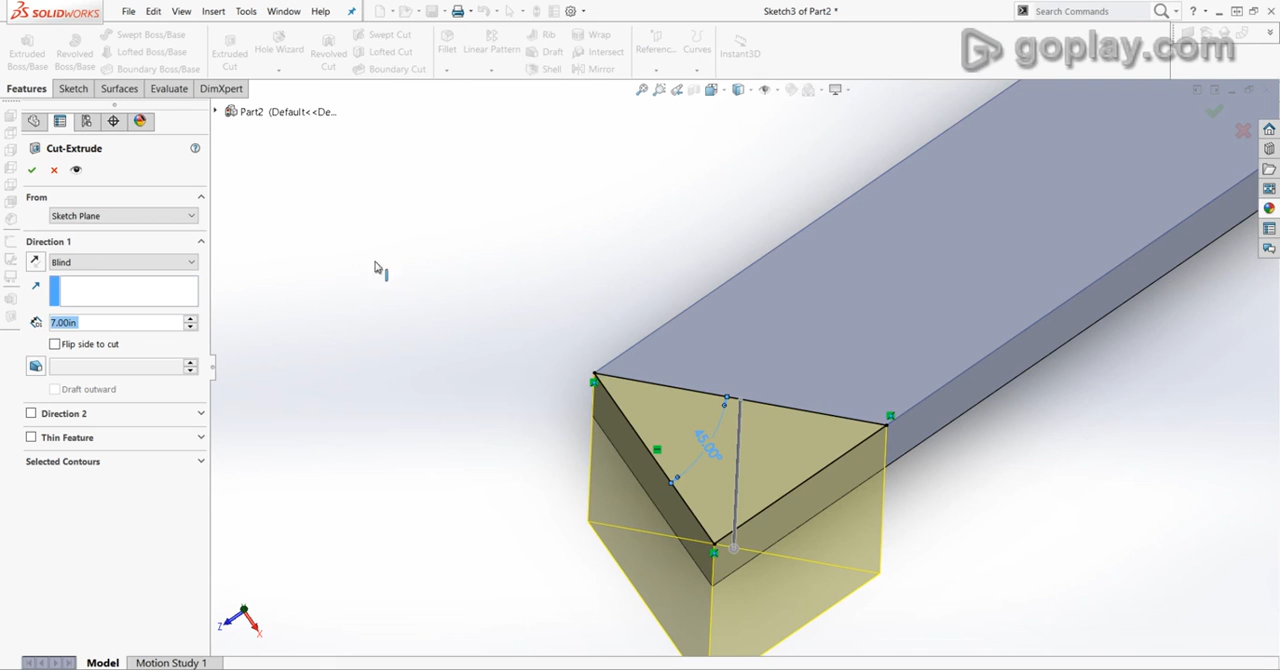 SOLIDWORKS File Edit View Insert Tools Window Help Sketch3 of Part2 * Search Commands ?
Extruded Boss/Base Revolved Boss/Base Swept Boss/Base Lofted Boss/Base Boundary Boss/Base Extruded Cut Hole Wizard Revolved Cut Swept Cut Lofted Cut Boundary Cut Fillet Linear Pattern Rib Draft Shell Wrap Intersect Mirror Referenc... Curves Instant3D
goplay.com
Features Sketch Surfaces Evaluate DimXpert
Part2 (Default<<De...
Cut-Extrude
From
Sketch Plane
Direction 1
Blind
7.00in
Flip side to cut
Draft outward
Direction 2
Thin Feature
Selected Contours
45.00°
Z X
Model Motion Study 1